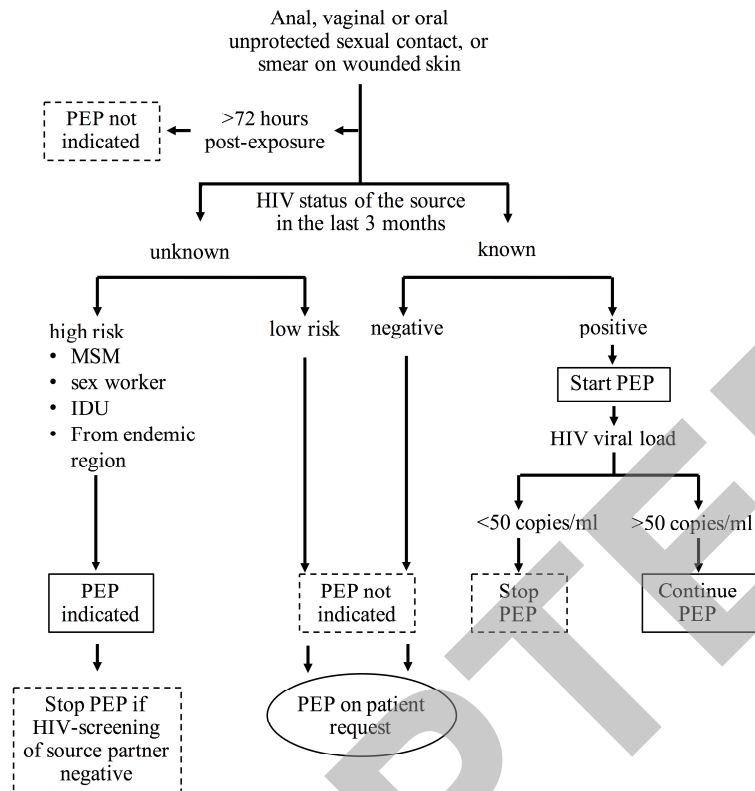 Anal, vaginal or oral
unprotected sexual contact, or
smear on wounded skin
PEP not
indicated
>72 hours
post-exposure
HIV status of the source
in the last 3 months
unknown
known
high risk
• MSM
• sex worker
• IDU
• From endemic
region
low risk
negative
positive
Start PEP
HIV viral load
<50 copies/ml
>50 copies/ml
PEP
indicated
PEP not
indicated
Stop
PEP
Continue
PEP
Stop PEP if
HIV-screening
of source partner
negative
PEP on patient
request
PTE